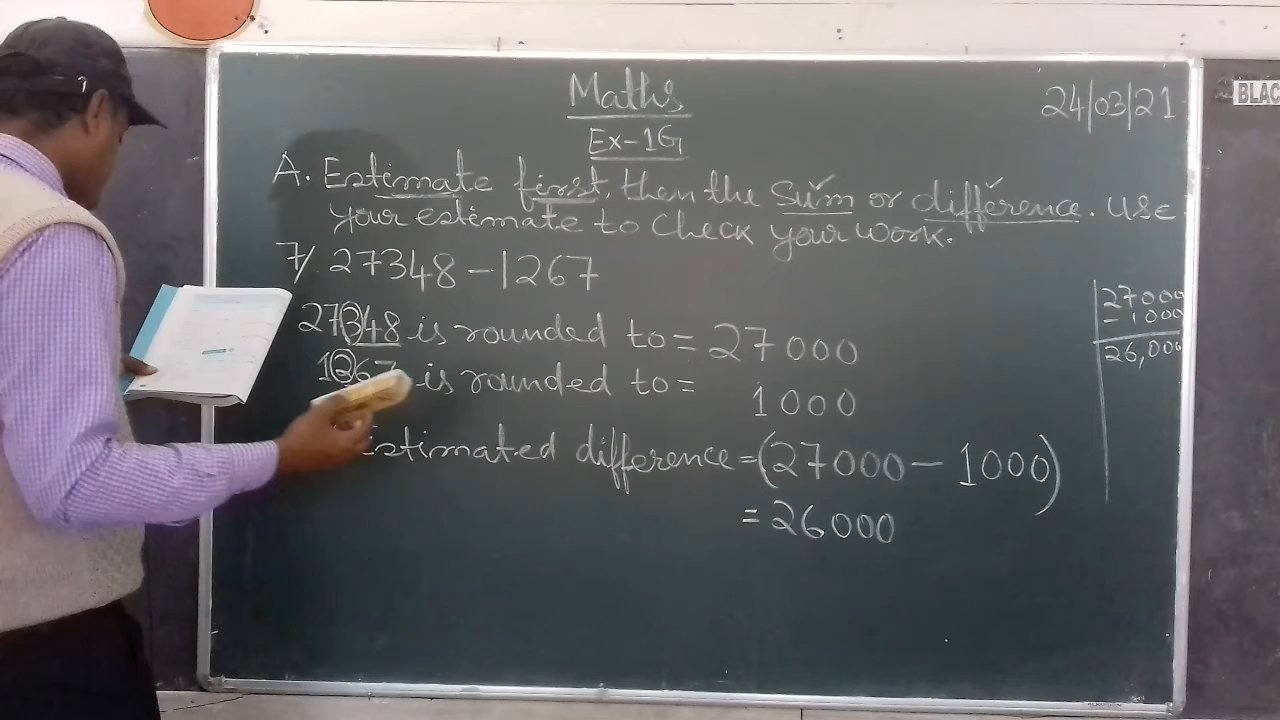 Maths
24/03/21
Ex-1G
A. Estimate first, then the Sum or difference. Use
your estimate to Check your work.
7/ 27348-1267
27348 is rounded to = 27000
1267 is rounded to = 1000
Estimated difference = (27000 - 1000)
= 26000
27000
- 1000
26,000
BLAC